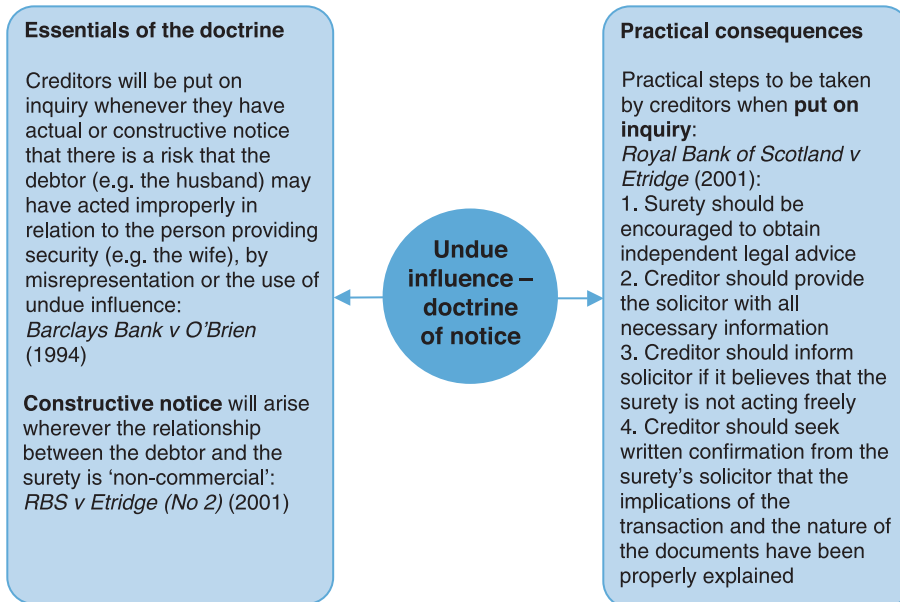 Essentials of the doctrine
Creditors will be put on
inquiry whenever they have
actual or constructive notice
that there is a risk that the
debtor (e.g. the husband) may
have acted improperly in
relation to the person providing
security (e.g. the wife), by
misrepresentation or the use of
undue influence:
Barclays Bank v O’Brien
(1994)
Constructive notice will arise
wherever the relationship
between the debtor and the
surety is ‘non-commercial’:
RBS v Etridge (No 2) (2001)
Undue
influence –
doctrine
of notice
Practical consequences
Practical steps to be taken
by creditors when put on
inquiry:
Royal Bank of Scotland v
Etridge (2001):
1. Surety should be
encouraged to obtain
independent legal advice
2. Creditor should provide
the solicitor with all
necessary information
3. Creditor should inform
solicitor if it believes that the
surety is not acting freely
4. Creditor should seek
written confirmation from the
surety’s solicitor that the
implications of the
transaction and the nature of
the documents have been
properly explained